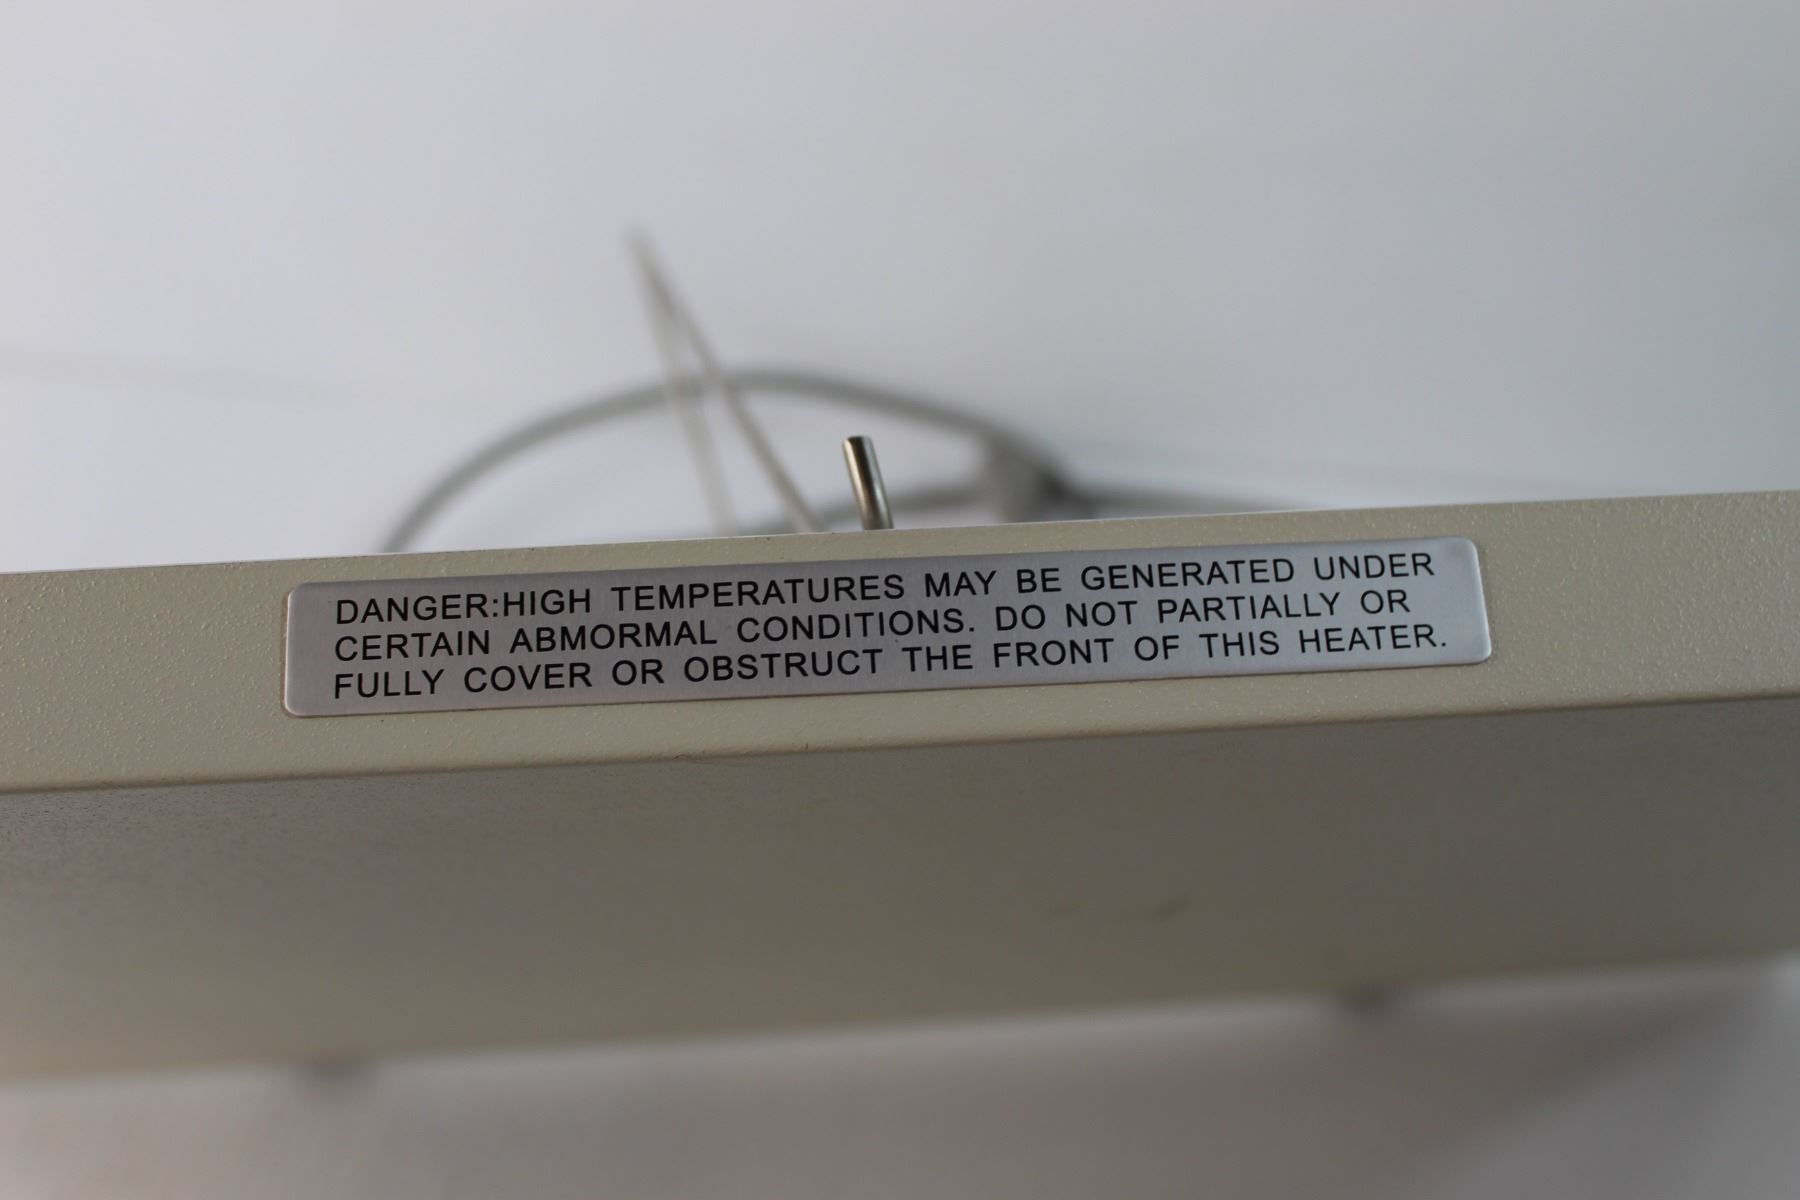 DANGER:HIGH TEMPERATURES MAY BE GENERATED UNDER
CERTAIN ABMORMAL CONDITIONS. DO NOT PARTIALLY OR
FULLY COVER OR OBSTRUCT THE FRONT OF THIS HEATER.